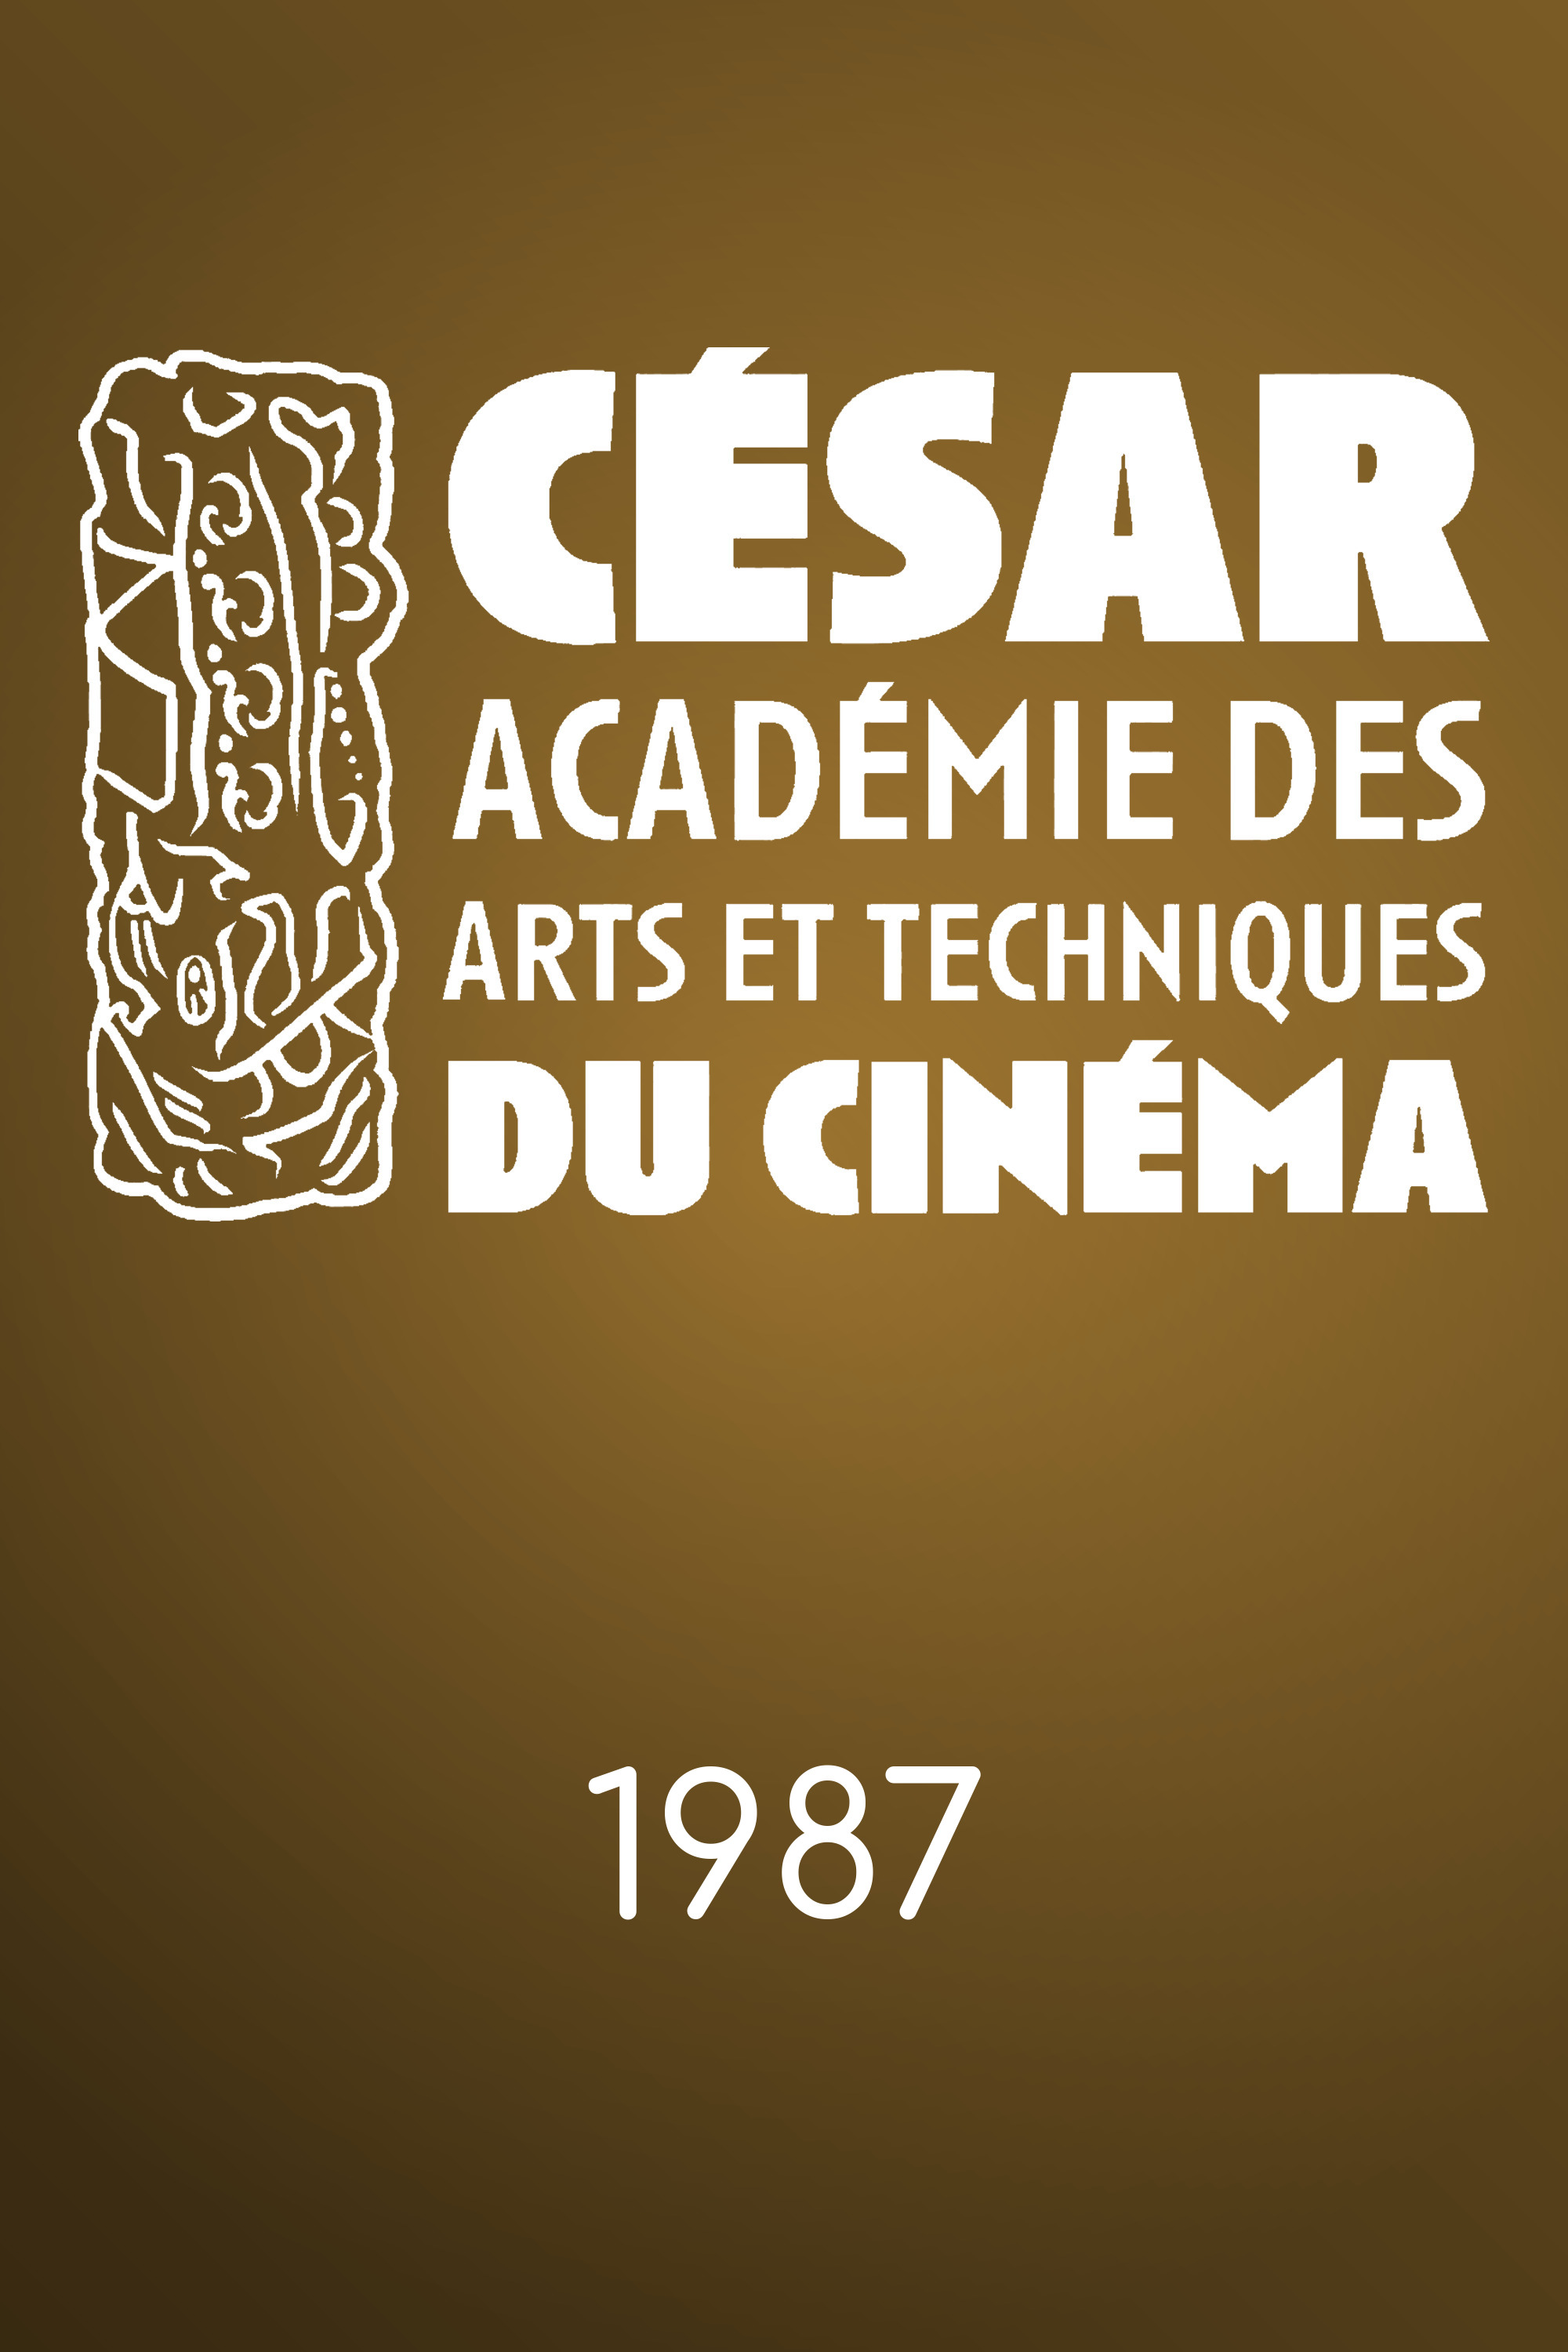 CÉSAR
ACADÉMIE DES
ARTS ET TECHNIQUES
DU CINÉMA
1987